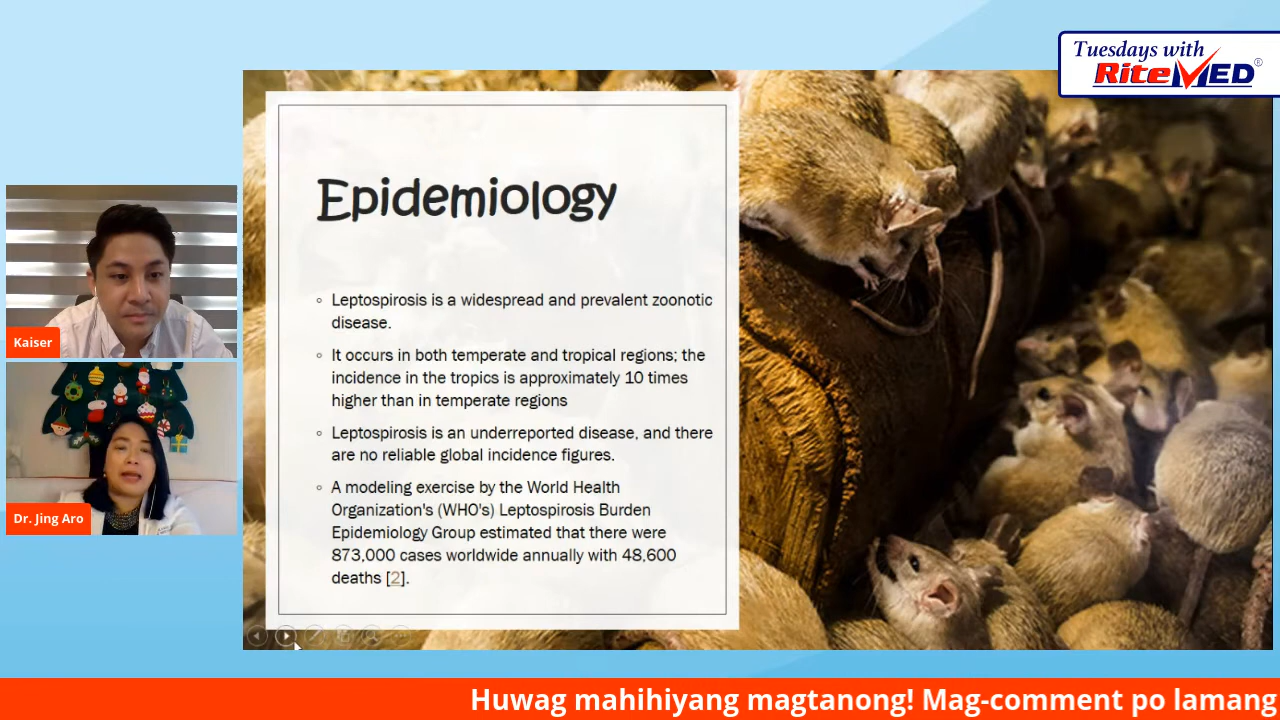 Tuesdays with
RiteMED®
Epidemiology
Leptospirosis is a widespread and prevalent zoonotic
disease.
It occurs in both temperate and tropical regions; the
incidence in the tropics is approximately 10 times
higher than in temperate regions
Leptospirosis is an underreported disease, and there
are no reliable global incidence figures.
A modeling exercise by the World Health
Organization's (WHO's) Leptospirosis Burden
Epidemiology Group estimated that there were
873,000 cases worldwide annually with 48,600
deaths [2].
Kaiser
Dr. Jing Aro
Huwag mahihiyang magtanong! Mag-comment po lamang